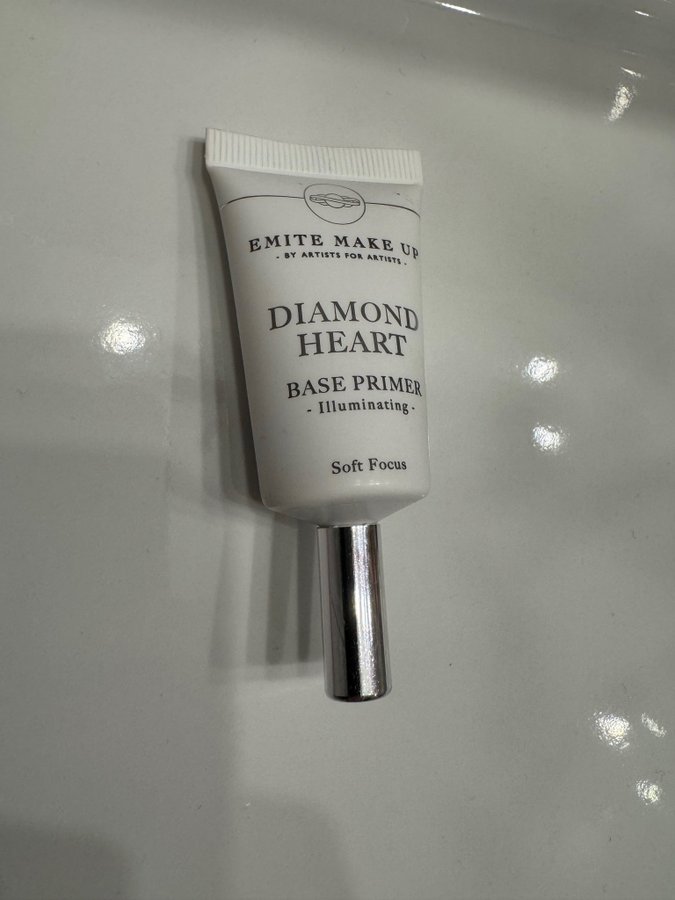 EMITE MAKE UP
- BY ARTISTS FOR ARTISTS -
DIAMOND
HEART
BASE PRIMER
- Illuminating -
Soft Focus